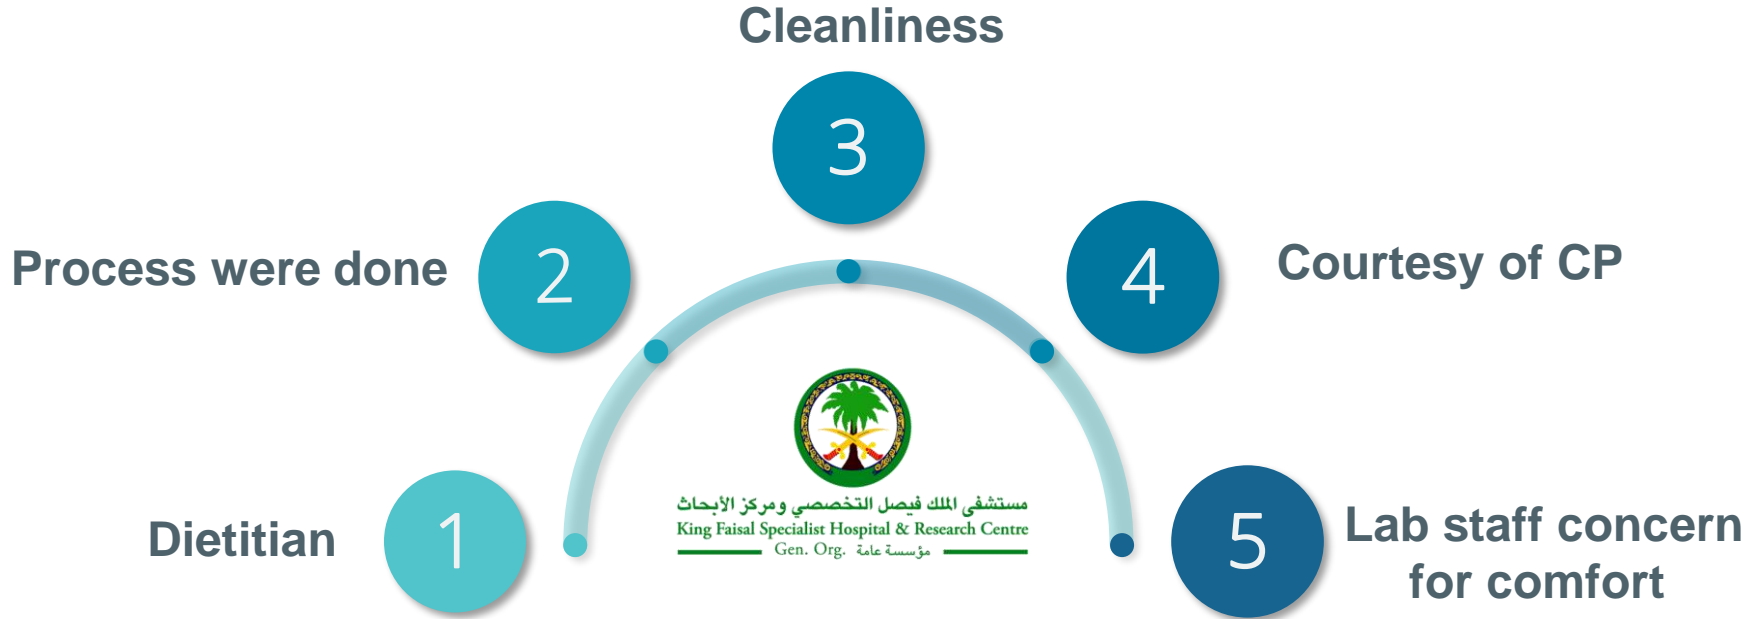 Cleanliness
3
Process were done
2
4
Courtesy of CP
Dietitian
1
مستشفى الملك فيصل التخصصي ومركز الأبحاث
King Faisal Specialist Hospital & Research Centre
Gen. Org. مؤسسة عامة
5
Lab staff concern
for comfort